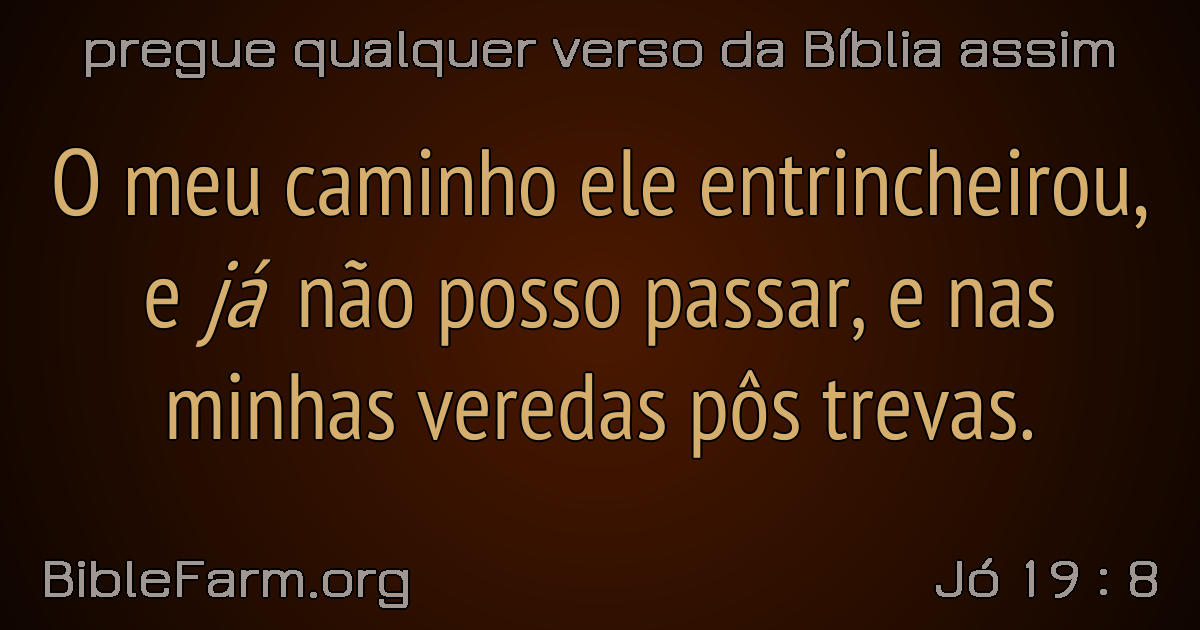 pregue qualquer verso da Bíblia assim
O meu caminho ele entrincheirou,
e já não posso passar, e nas
minhas veredas pôs trevas.
BibleFarm.org
Jó 19 : 8